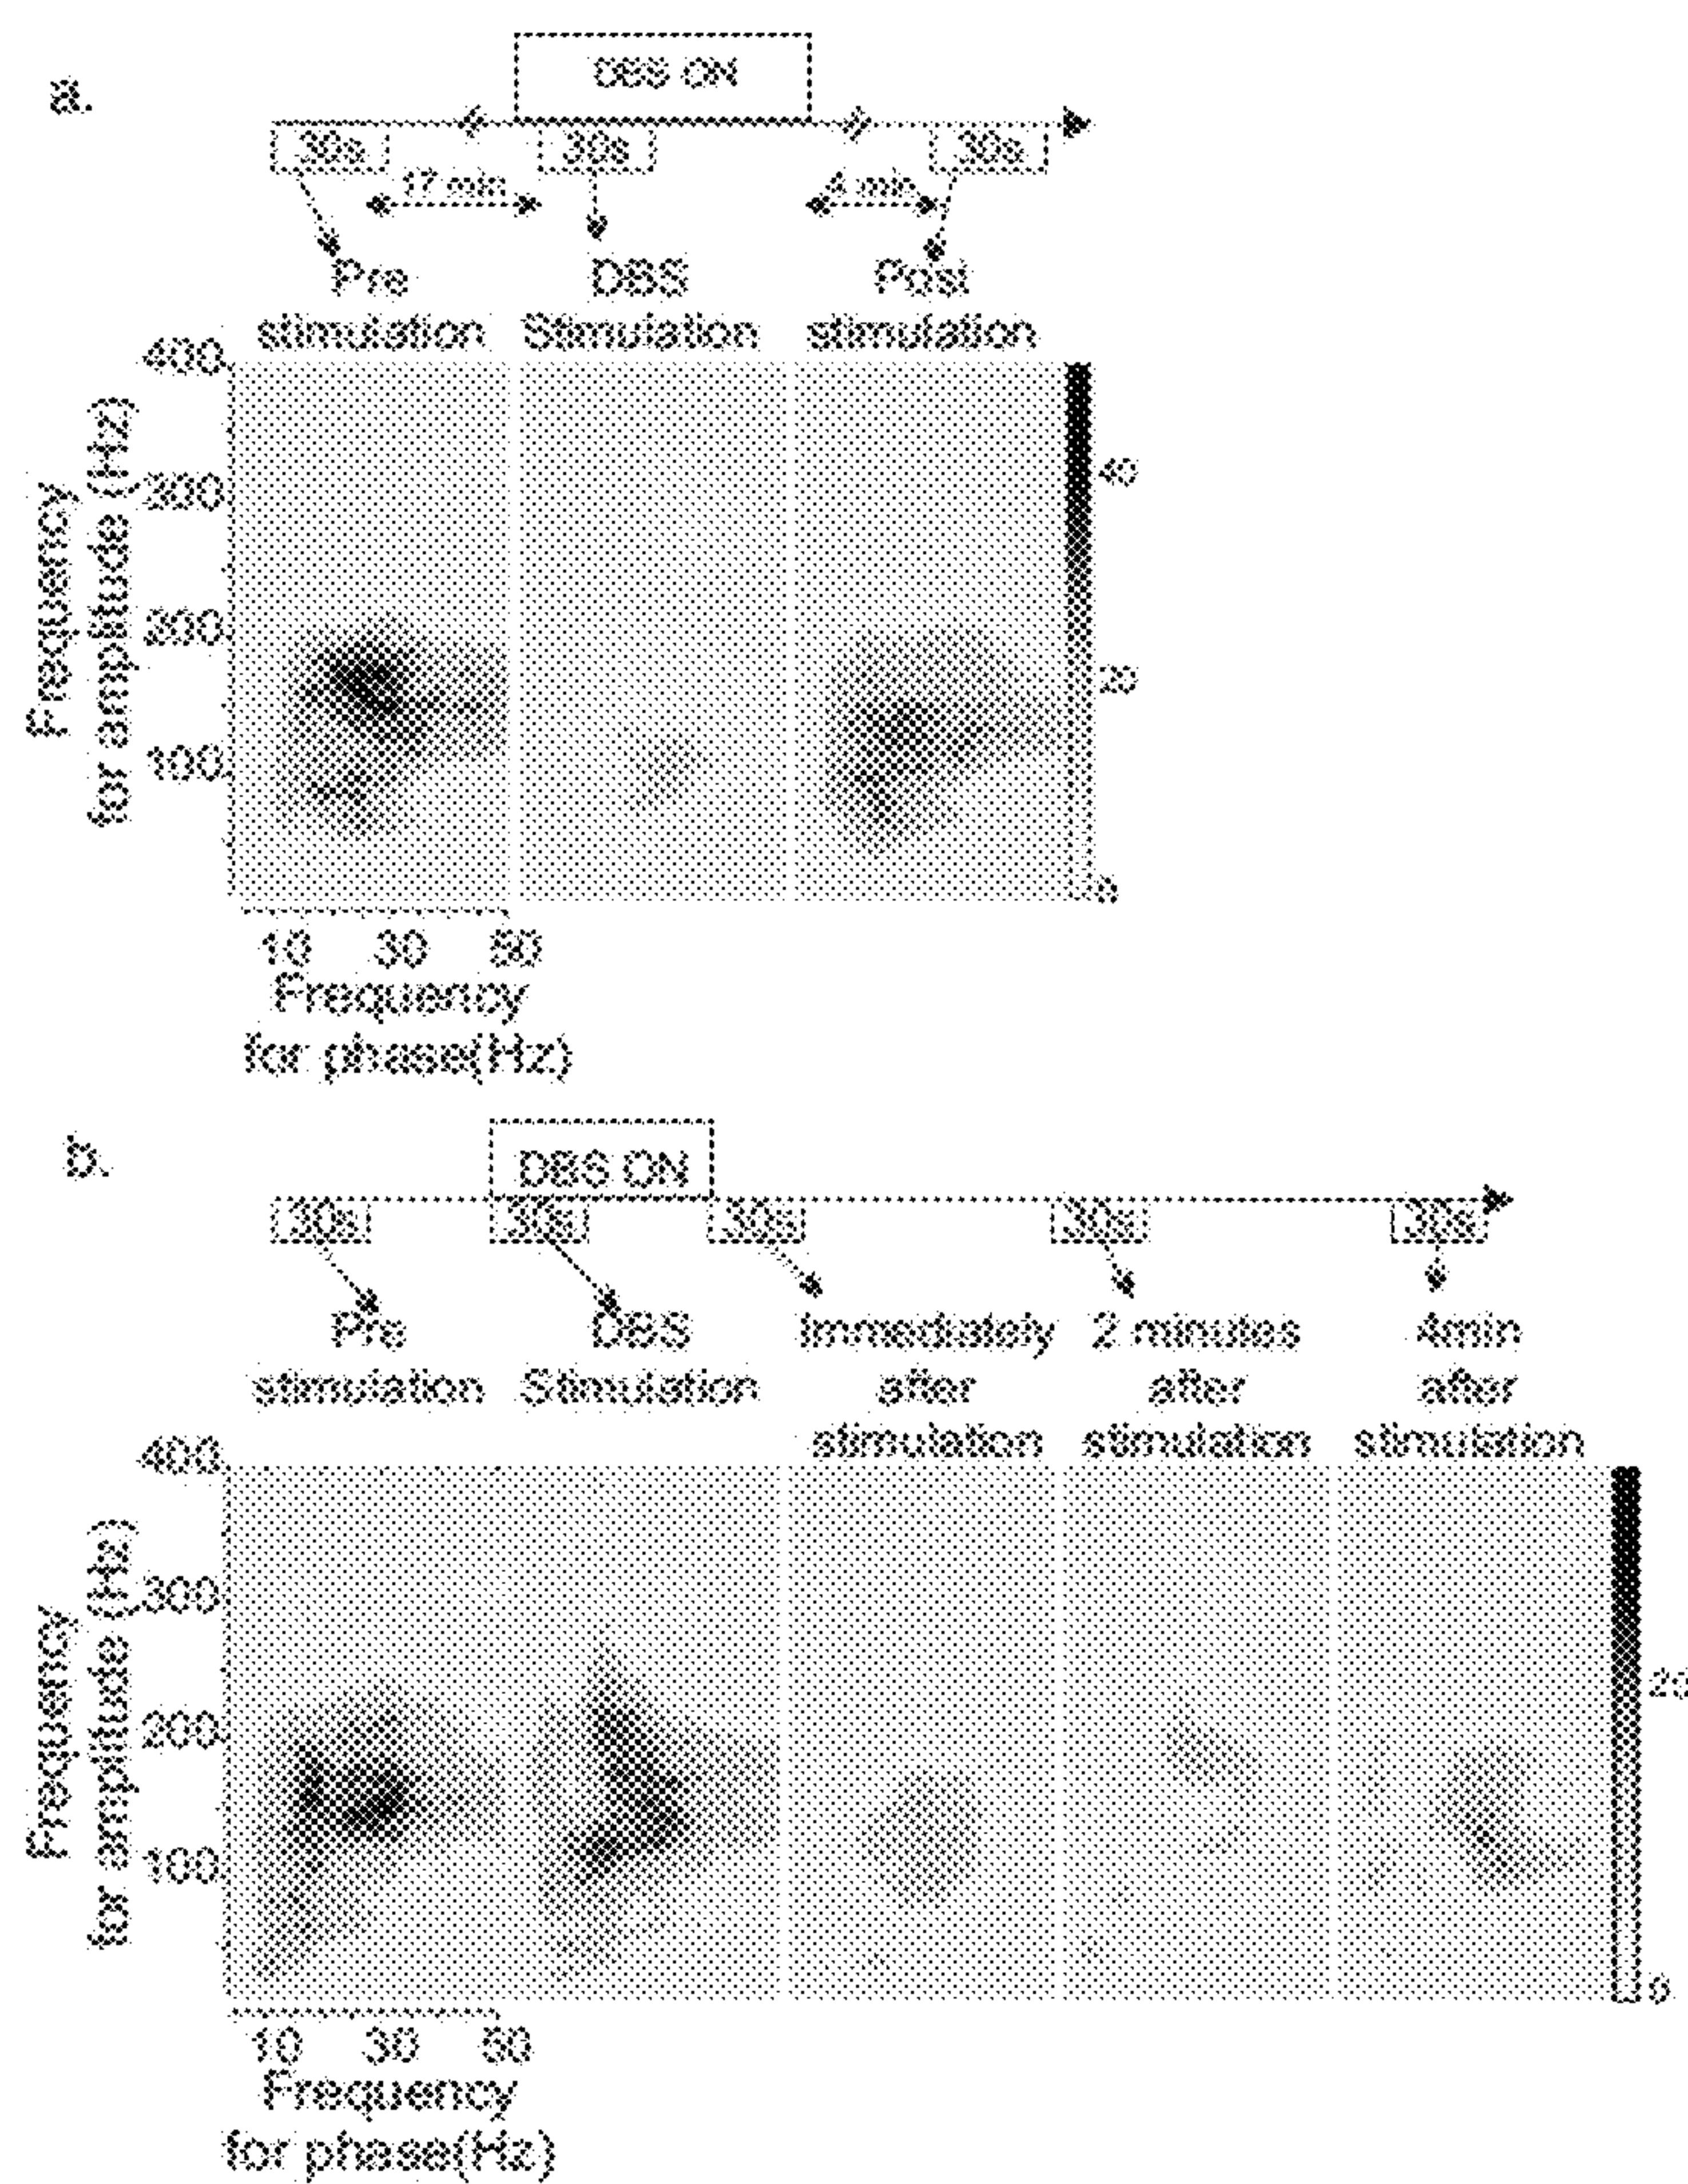 a.
DBS ON
30s 30s 30s
17 min 4 min
Pre DBS Post
stimulation Stimulation stimulation
400
300
200
100
Frequency
for amplitude (Hz)
40
20
0
10 30 50
Frequency
for phase(Hz)
b.
DBS ON
30s 30s 30s 30s 30s
Pre DBS Immediately 2 minutes 4min
stimulation Stimulation after after after
stimulation stimulation stimulation
400
300
200
100
Frequency
for amplitude (Hz)
20
0
10 30 50
Frequency
for phase(Hz)